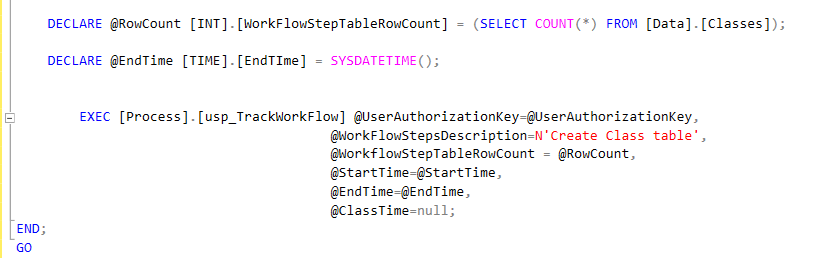 DECLARE @RowCount [INT].[WorkFlowStepTableRowCount] = (SELECT COUNT(*) FROM [Data].[Classes]);
DECLARE @EndTime [TIME].[EndTIme] = SYSDATETIME();
EXEC [Process].[usp_TrackWorkFlow] @UserAuthorizationKey=@UserAuthorizationKey,
@WorkFlowStepsDescription=N'Create Class table',
@WorkflowStepTableRowCount = @RowCount,
@StartTime=@StartTime,
@EndTime=@EndTime,
@ClassTime=null;
END;
GO